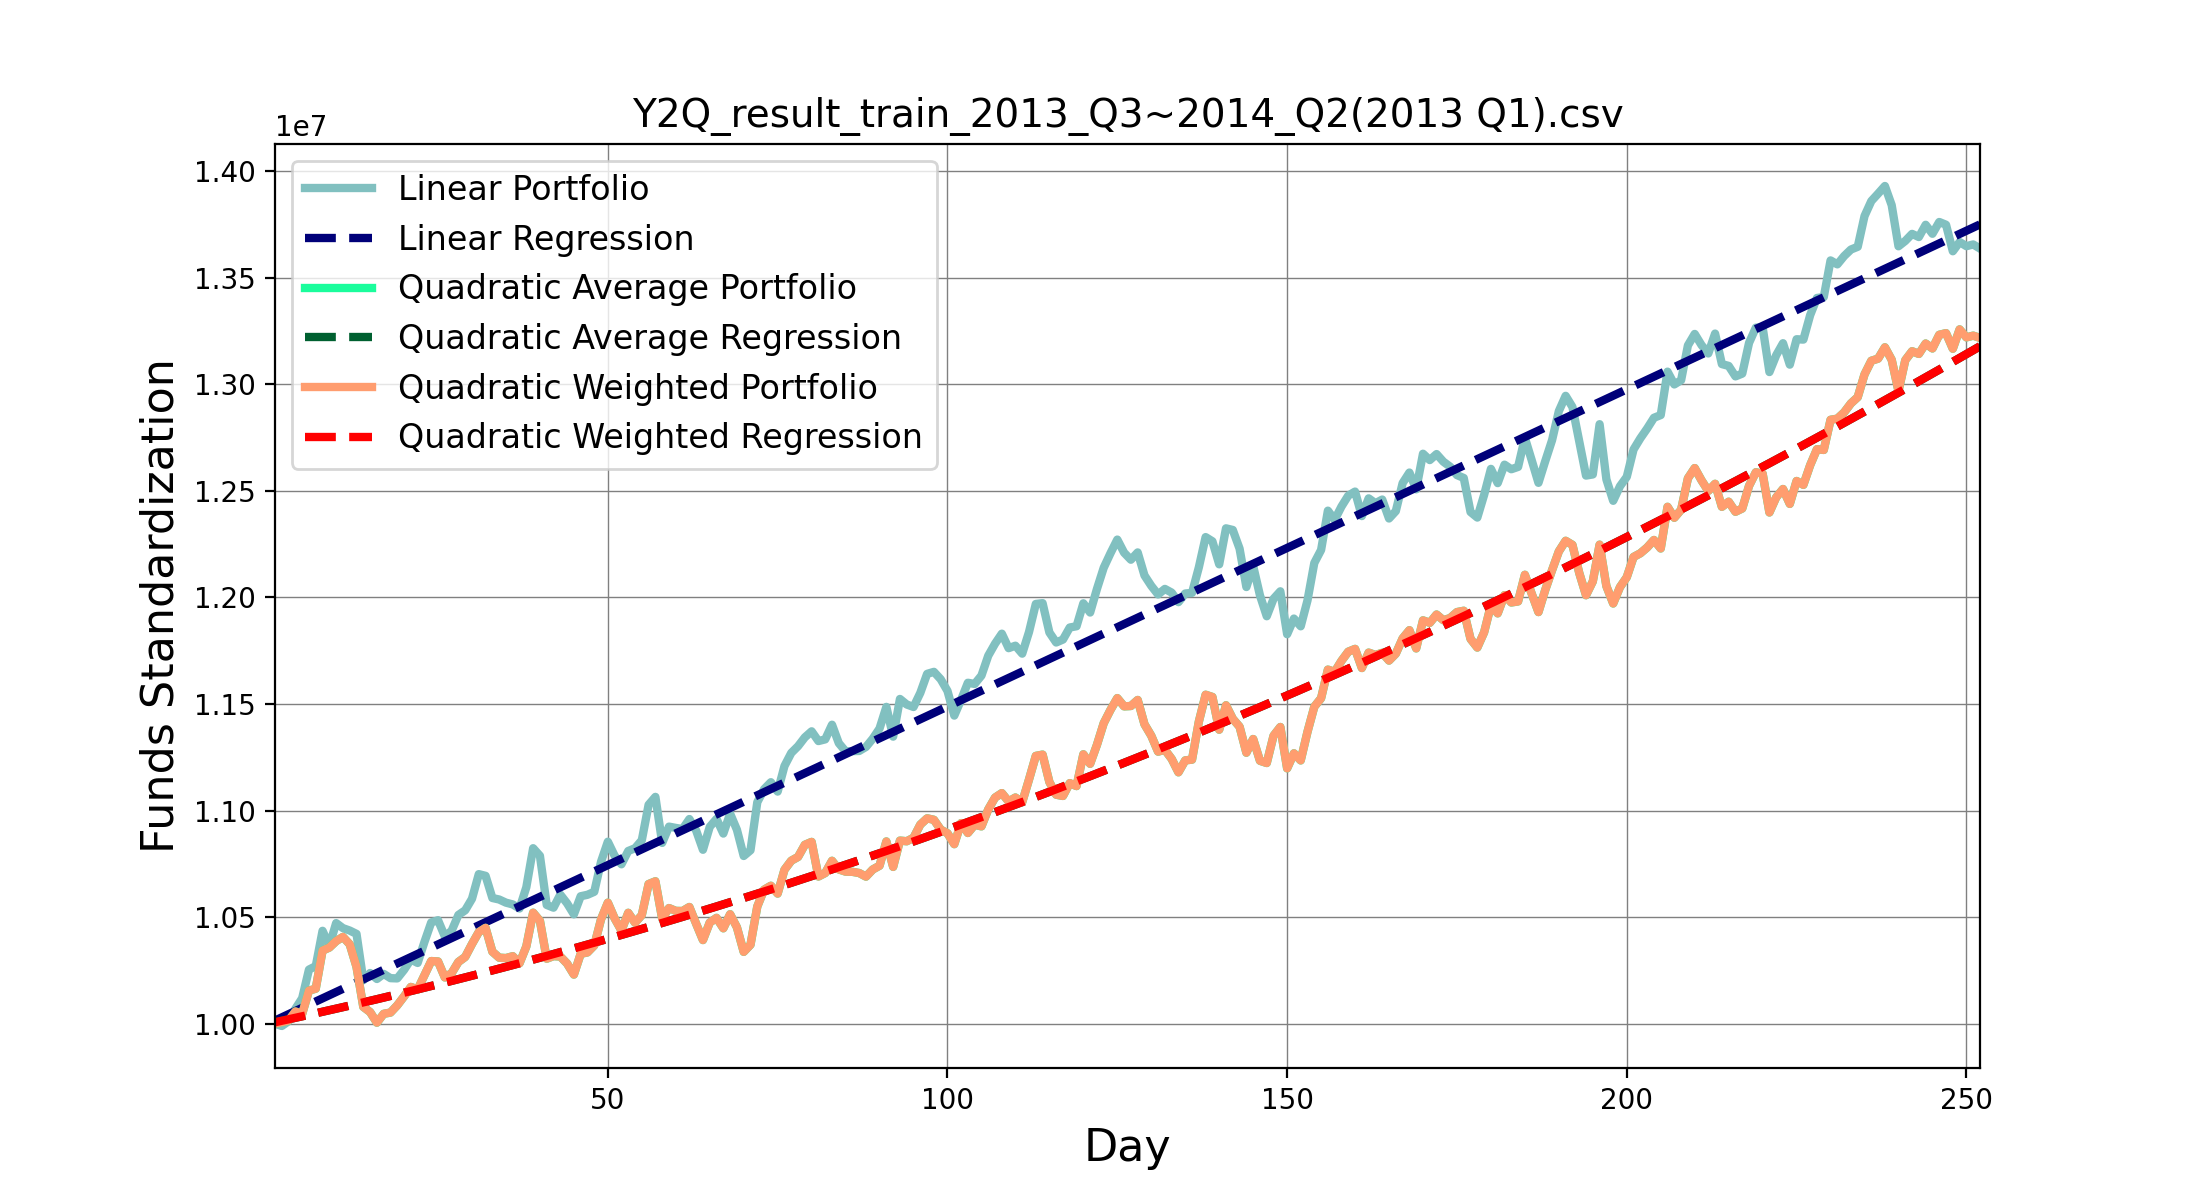 Y2Q_result_train_2013_Q3~2014_Q2(2013 Q1).csv
1e7
1.40
1.35
1.30
1.25
1.20
1.15
1.10
1.05
1.00
Funds Standardization
Linear Portfolio
Linear Regression
Quadratic Average Portfolio
Quadratic Average Regression
Quadratic Weighted Portfolio
Quadratic Weighted Regression
50 100 150 200 250
Day